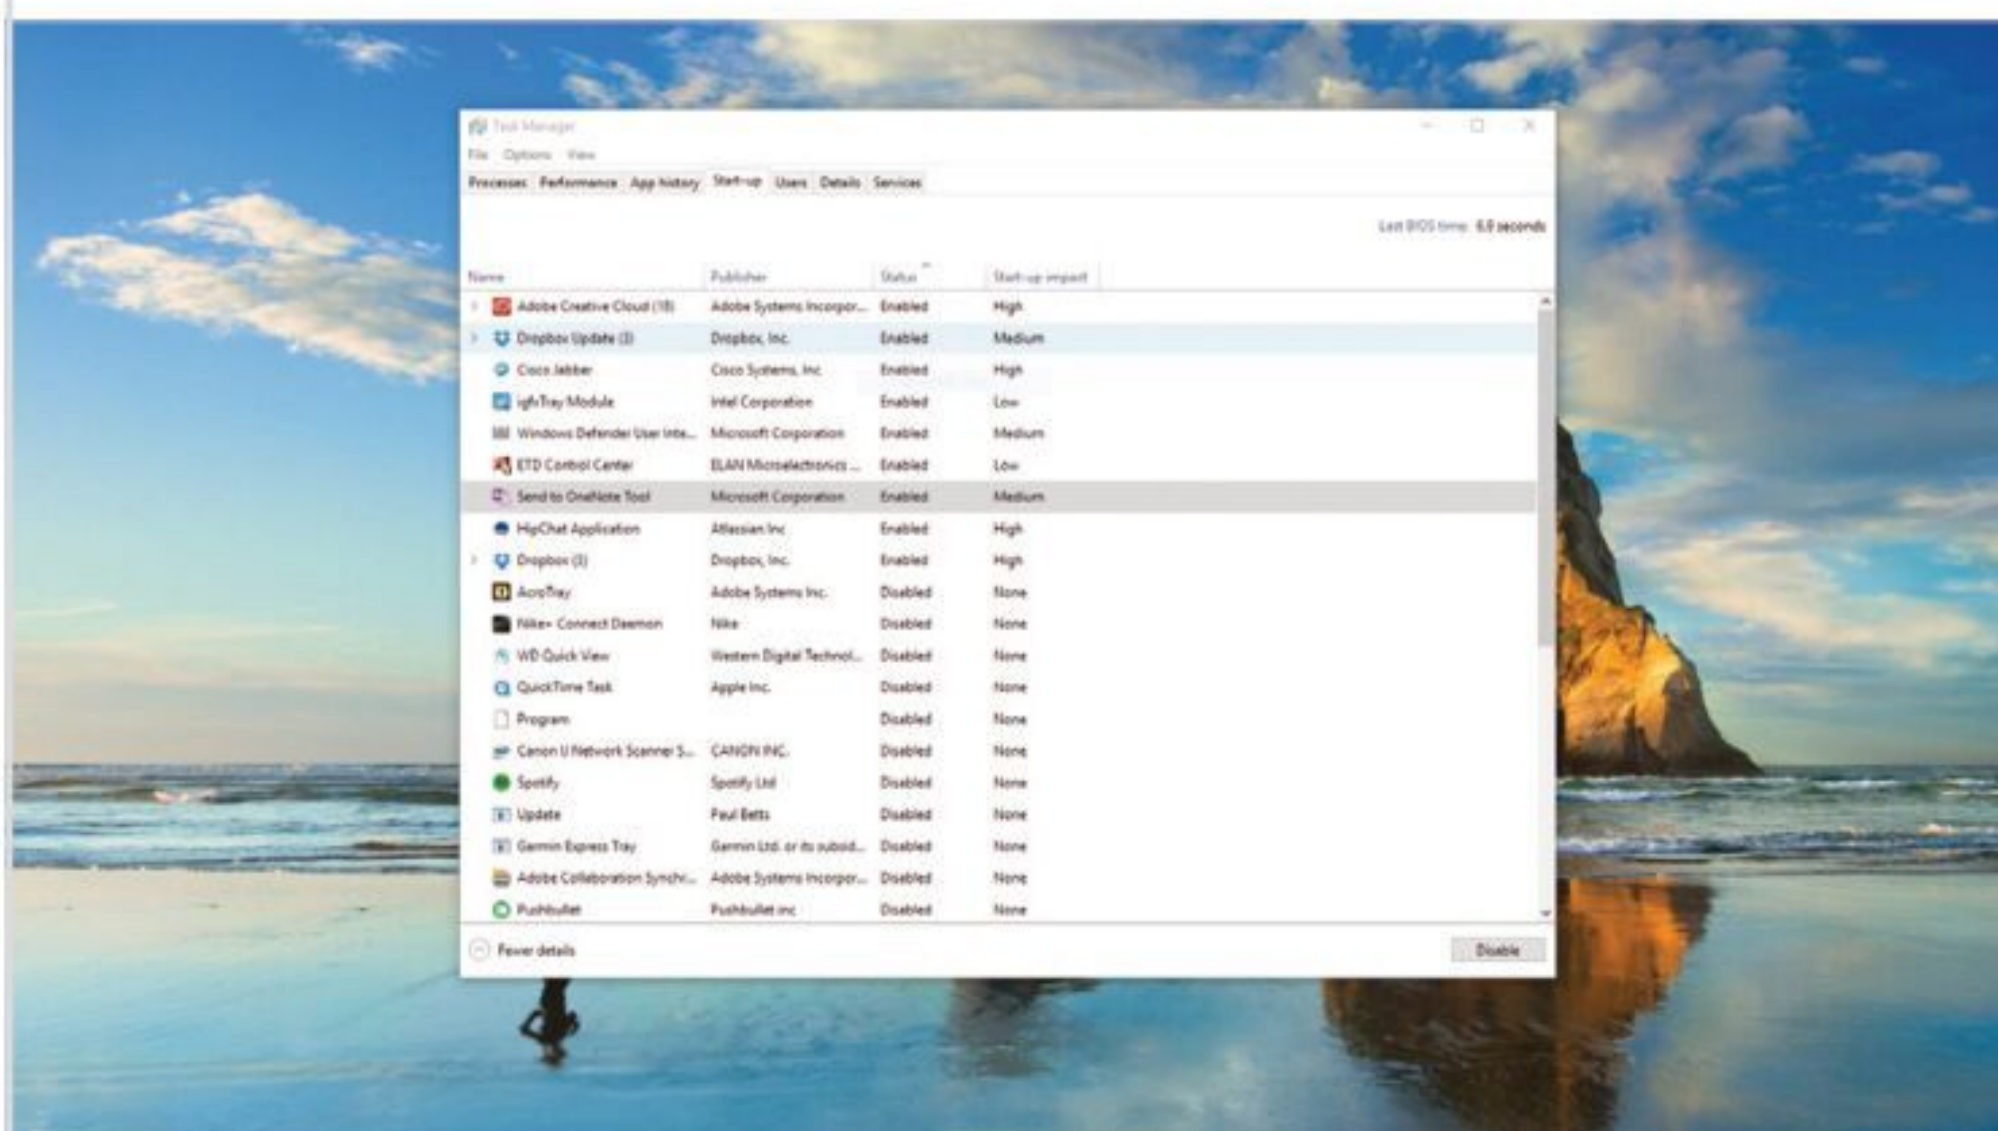 Task Manager
File Options View
Processes Performance App history Start-up Users Details Services
Last BIOS time: 6.9 seconds
Name Publisher Status Start-up impact
Adobe Creative Cloud (18) Adobe Systems Incorpor... Enabled High
Dropbox Update (3) Dropbox, Inc. Enabled Medium
Cisco Jabber Cisco Systems, Inc Enabled High
igfxTray Module Intel Corporation Enabled Low
Windows Defender User Inte... Microsoft Corporation Enabled Medium
ETD Control Center ELAN Microelectronics ... Enabled Low
Send to OneNote Tool Microsoft Corporation Enabled Medium
HipChat Application Atlassian Inc Enabled High
Dropbox (3) Dropbox, Inc. Enabled High
AcroTray Adobe Systems Inc. Disabled None
Nike+ Connect Daemon Nike Disabled None
WD Quick View Western Digital Technol... Disabled None
QuickTime Task Apple Inc. Disabled None
Program Disabled None
Canon IJ Network Scanner S... CANON INC. Disabled None
Spotify Spotify Ltd Disabled None
Update Paul Betts Disabled None
Garmin Express Tray Garmin Ltd. or its subsid... Disabled None
Adobe Collaboration Synchr... Adobe Systems Incorpor... Disabled None
Pushbullet Pushbullet inc Disabled None
Fewer details Disable